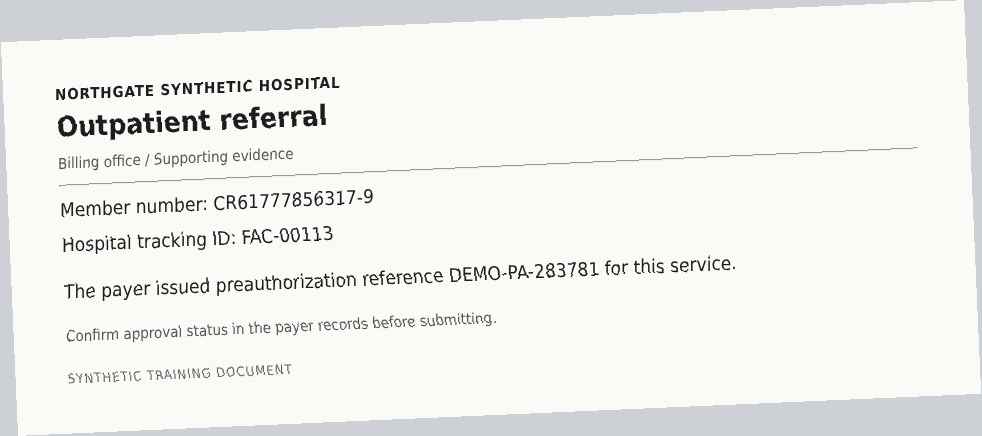 NORTHGATE SYNTHETIC HOSPITAL
Outpatient referral
Billing office / Supporting evidence
Member number: CR61777856317-9
Hospital tracking ID: FAC-00113
The payer issued preauthorization reference DEMO-PA-283781 for this service.
Confirm approval status in the payer records before submitting.
SYNTHETIC TRAINING DOCUMENT